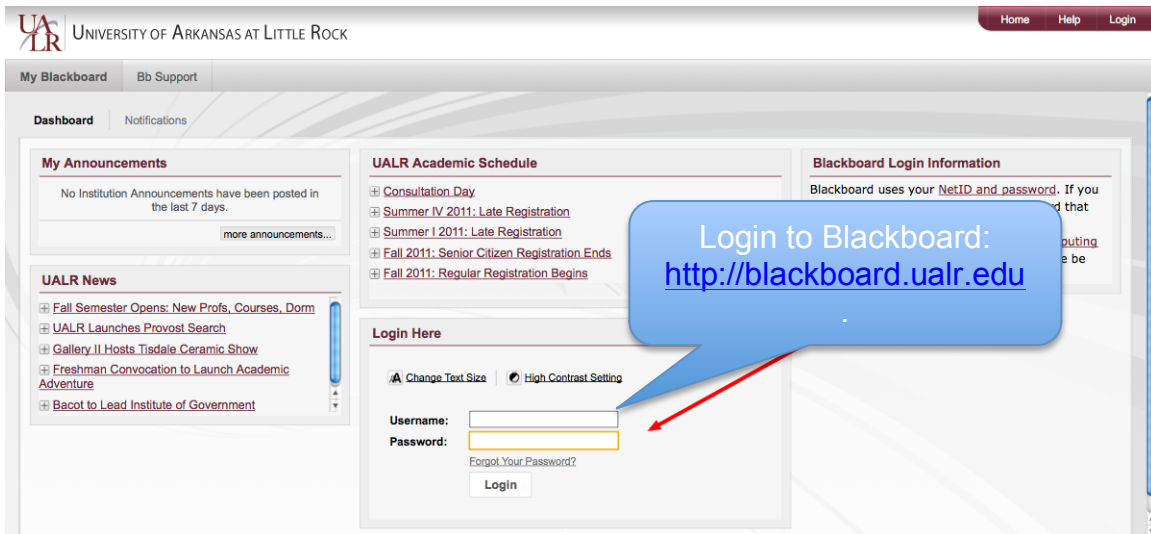 UALR
UNIVERSITY OF ARKANSAS AT LITTLE ROCK
Home Help Login
My Blackboard Bb Support
Dashboard Notifications
My Announcements
No Institution Announcements have been posted in
the last 7 days.
more announcements...
UALR News
Fall Semester Opens: New Profs, Courses, Dorm
UALR Launches Provost Search
Gallery II Hosts Tisdale Ceramic Show
Freshman Convocation to Launch Academic
Adventure
Bacot to Lead Institute of Government
UALR Academic Schedule
Consultation Day
Summer IV 2011: Late Registration
Summer I 2011: Late Registration
Fall 2011: Senior Citizen Registration Ends
Fall 2011: Regular Registration Begins
Login Here
A Change Text Size High Contrast Setting
Username:
Password:
Forgot Your Password?
Login
Blackboard Login Information
Blackboard uses your NetID and password. If you
that
e be
Login to Blackboard:
http://blackboard.ualr.edu
.